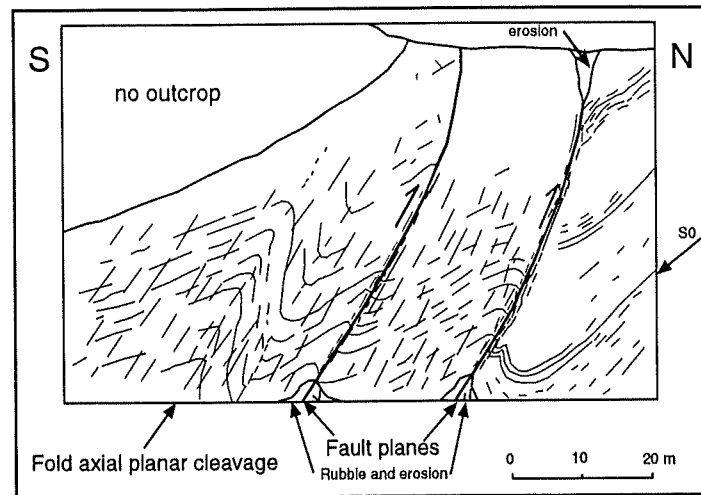 S
erosion
N
no outcrop
S0
Fold axial planar cleavage
Fault planes
Rubble and erosion
0 10 20 m